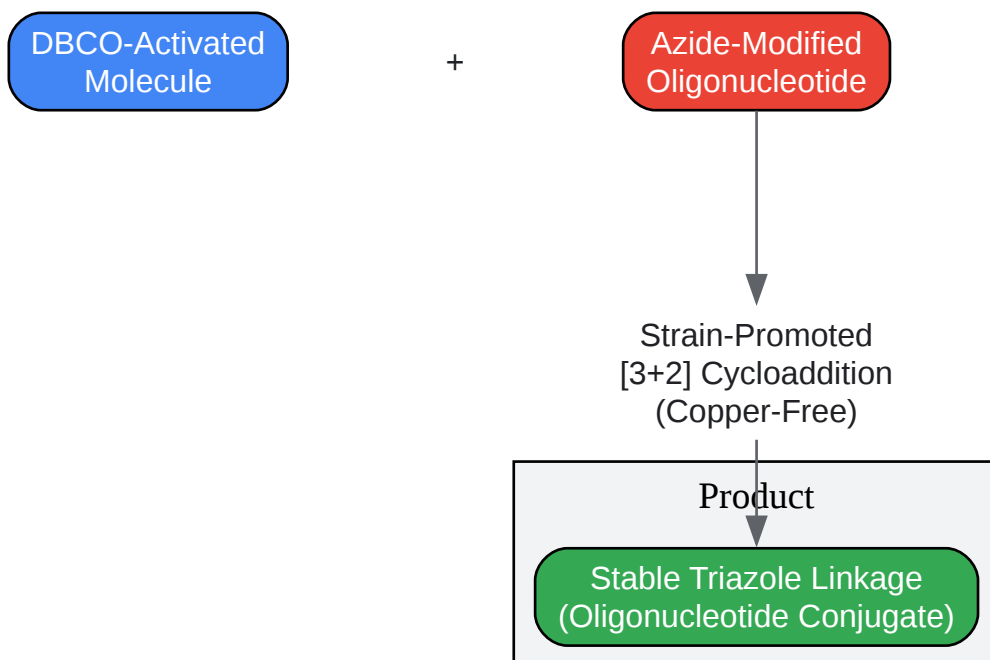 DBCO-Activated
Molecule
+
Azide-Modified
Oligonucleotide
Strain-Promoted
[3+2] Cycloaddition
(Copper-Free)
Product
Stable Triazole Linkage
(Oligonucleotide Conjugate)